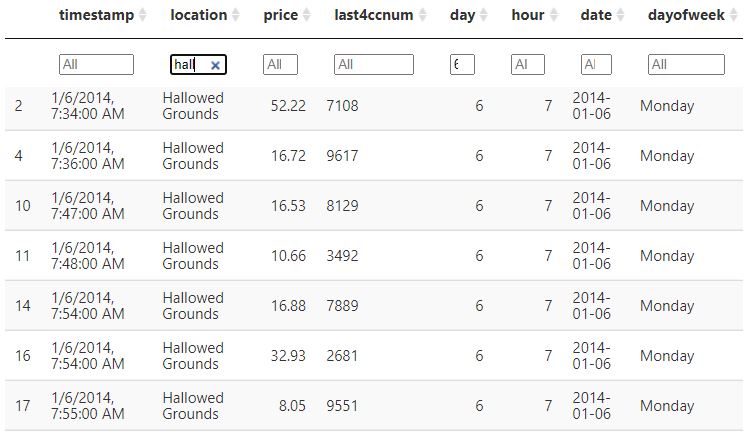 timestamp location price last4ccnum day hour date dayofweek
All hall × All All 6 Al Al All
2 1/6/2014, 7:34:00 AM Hallowed Grounds 52.22 7108 6 7 2014-01-06 Monday
4 1/6/2014, 7:36:00 AM Hallowed Grounds 16.72 9617 6 7 2014-01-06 Monday
10 1/6/2014, 7:47:00 AM Hallowed Grounds 16.53 8129 6 7 2014-01-06 Monday
11 1/6/2014, 7:48:00 AM Hallowed Grounds 10.66 3492 6 7 2014-01-06 Monday
14 1/6/2014, 7:54:00 AM Hallowed Grounds 16.88 7889 6 7 2014-01-06 Monday
16 1/6/2014, 7:54:00 AM Hallowed Grounds 32.93 2681 6 7 2014-01-06 Monday
17 1/6/2014, 7:55:00 AM Hallowed Grounds 8.05 9551 6 7 2014-01-06 Monday